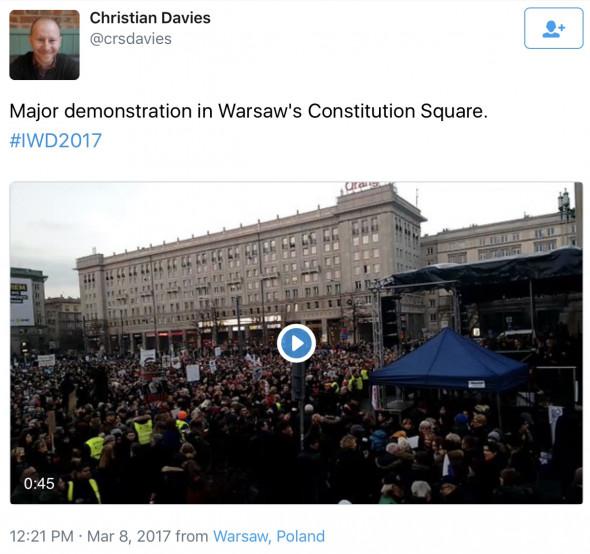 Christian Davies
@crsdavies
Major demonstration in Warsaw's Constitution Square.
#IWD2017
0:45
12:21 PM · Mar 8, 2017 from Warsaw, Poland